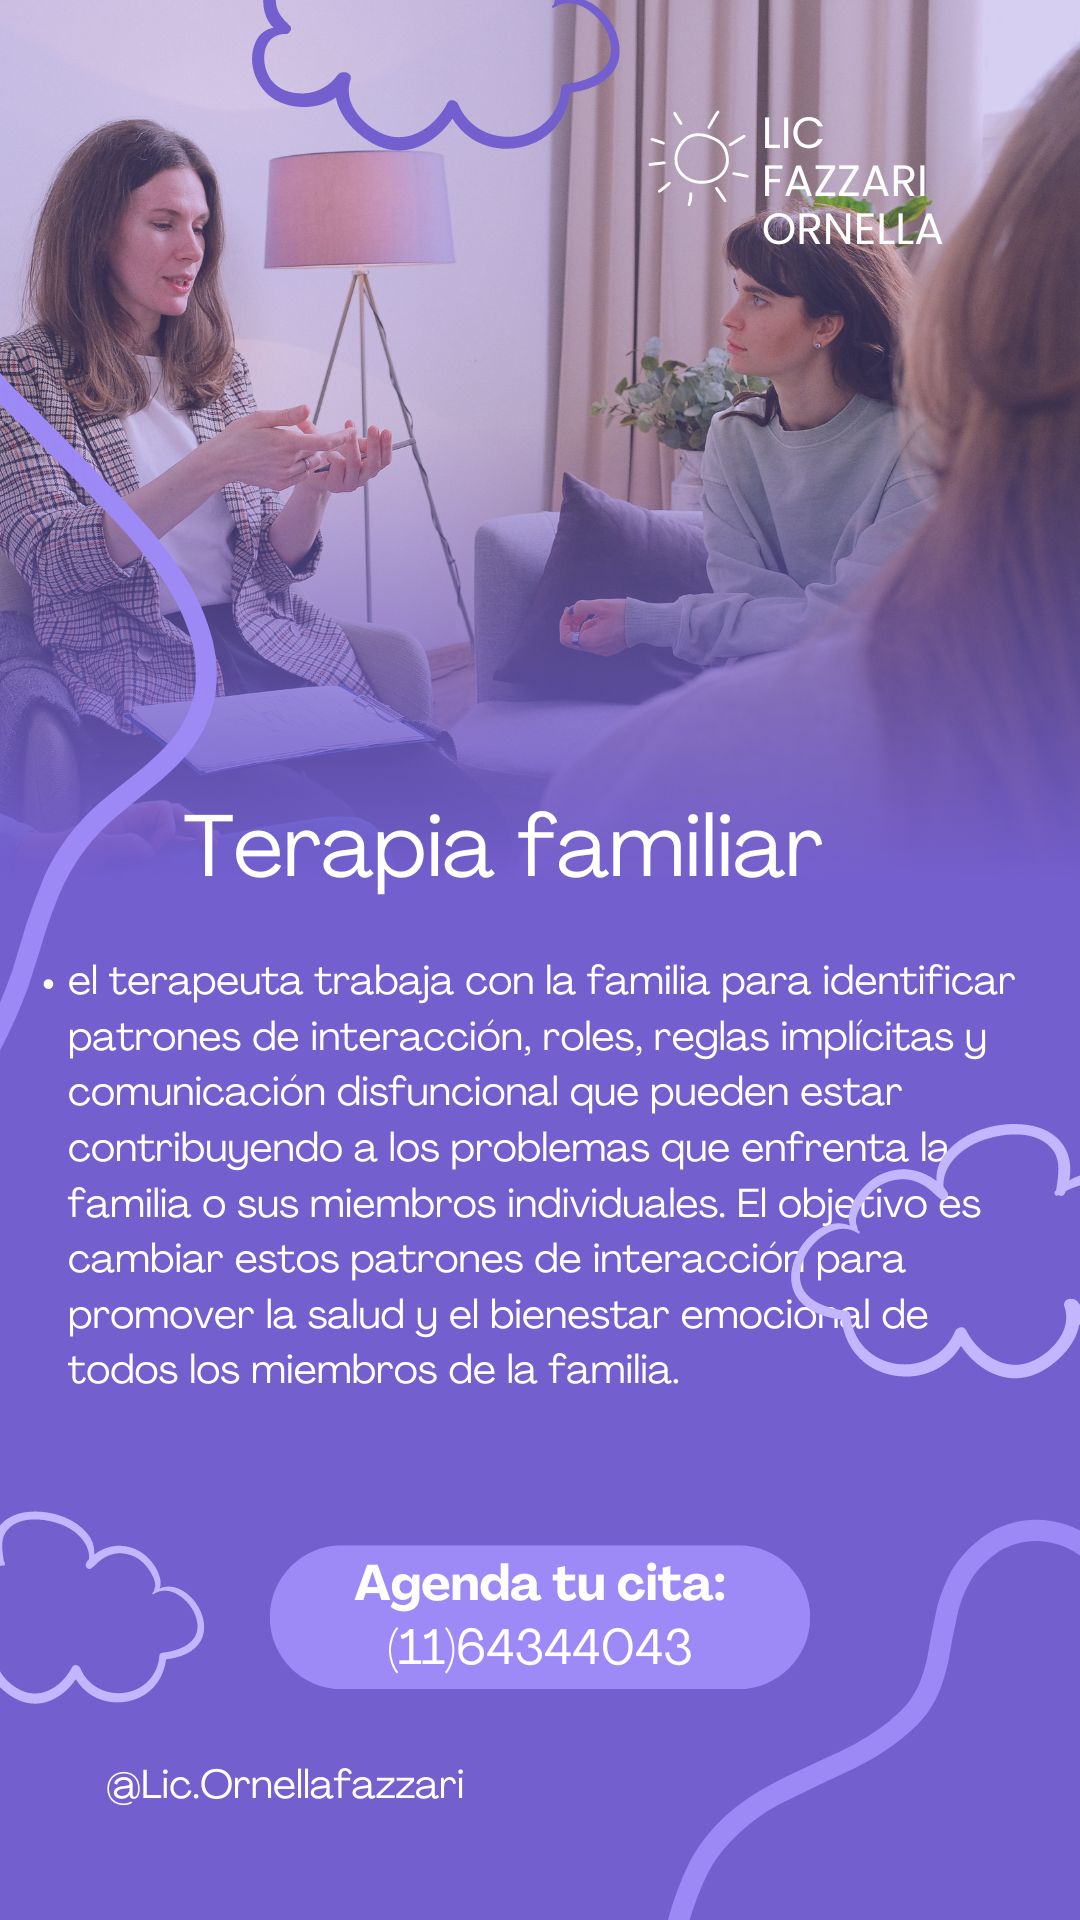 LIC
FAZZARI
ORNELLA
Terapia familiar
• el terapeuta trabaja con la familia para identificar
patrones de interacción, roles, reglas implícitas y
comunicación disfuncional que pueden estar
contribuyendo a los problemas que enfrenta la
familia o sus miembros individuales. El objetivo es
cambiar estos patrones de interacción para
promover la salud y el bienestar emocional de
todos los miembros de la familia.
Agenda tu cita:
(11)64344043
@Lic.Ornellafazzari